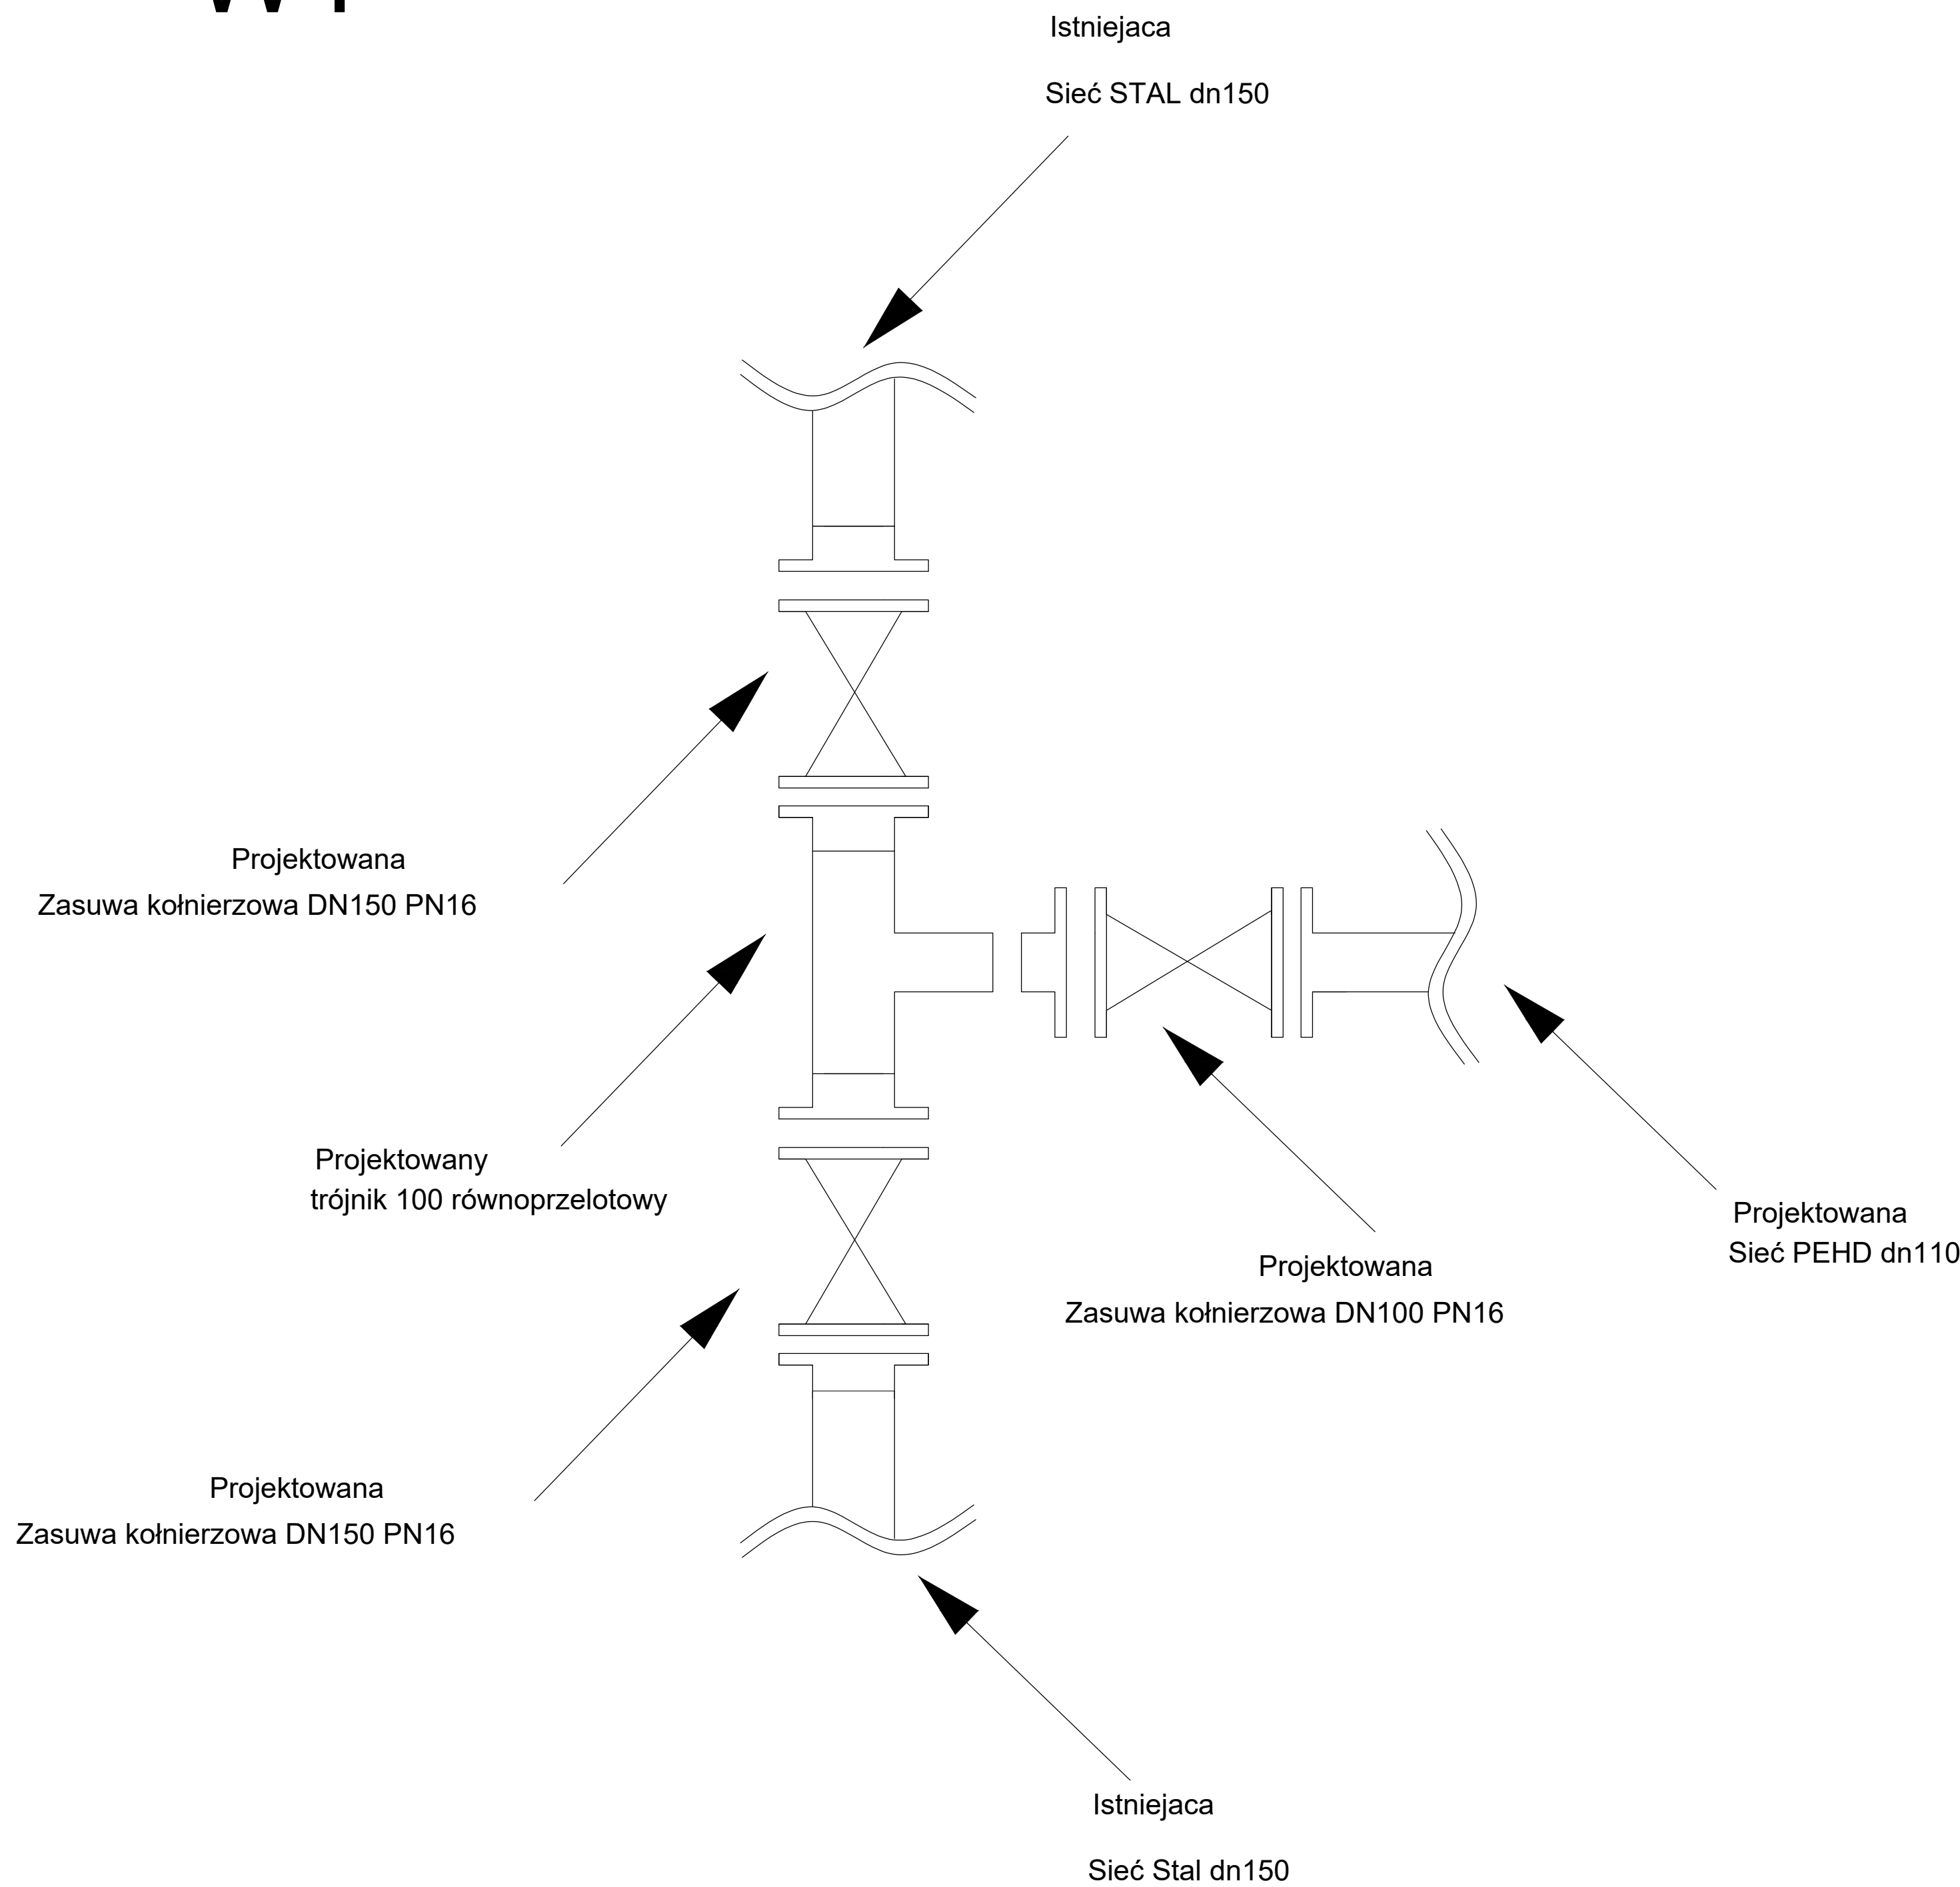 Istniejaca
Sieć STAL dn150
Projektowana
Zasuwa kołnierzowa DN150 PN16
Projektowany
trójnik 100 równoprzelotowy
Projektowana
Sieć PEHD dn110
Projektowana
Zasuwa kołnierzowa DN100 PN16
Projektowana
Zasuwa kołnierzowa DN150 PN16
Istniejaca
Sieć Stal dn150